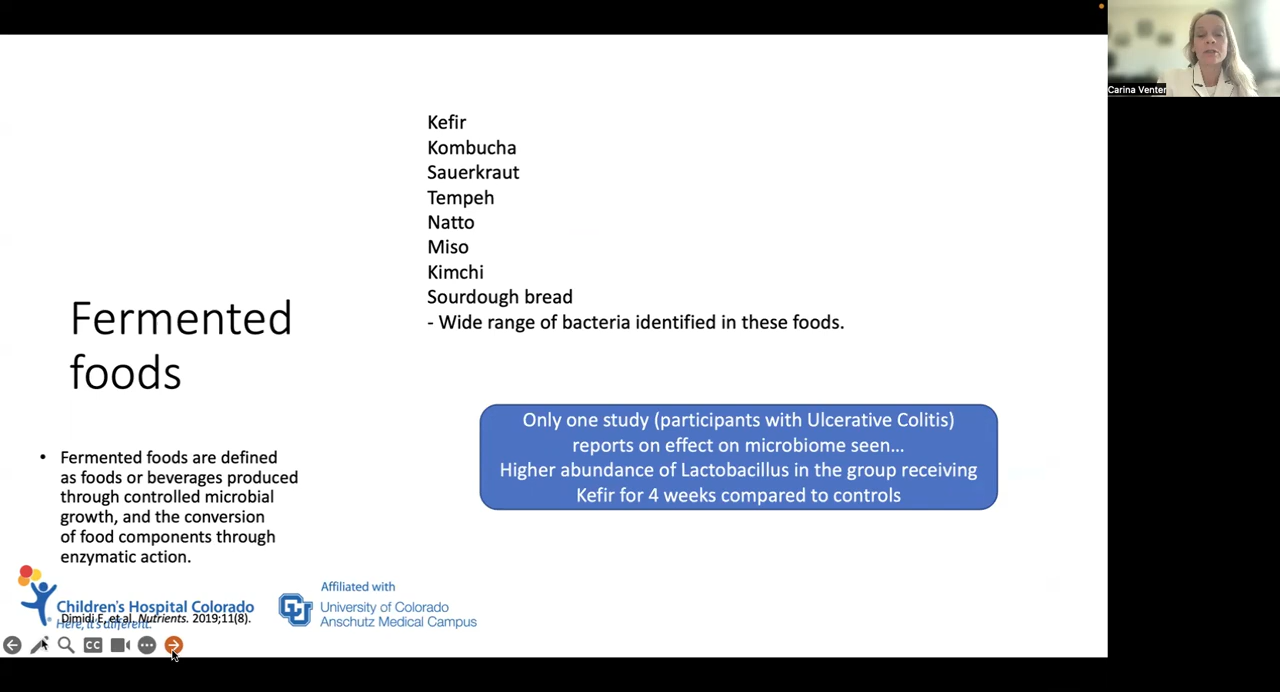 Carina Venter
Kefir
Kombucha
Sauerkraut
Tempeh
Natto
Miso
Kimchi
Sourdough bread
- Wide range of bacteria identified in these foods.
Fermented
foods
Only one study (participants with Ulcerative Colitis)
reports on effect on microbiome seen...
Higher abundance of Lactobacillus in the group receiving
Kefir for 4 weeks compared to controls
• Fermented foods are defined
as foods or beverages produced
through controlled microbial
growth, and the conversion
of food components through
enzymatic action.
Children's Hospital Colorado
Here, it's different.
Dimidi E, et al. Nutrients. 2019;11(8).
Affiliated with
University of Colorado
Anschutz Medical Campus
CC